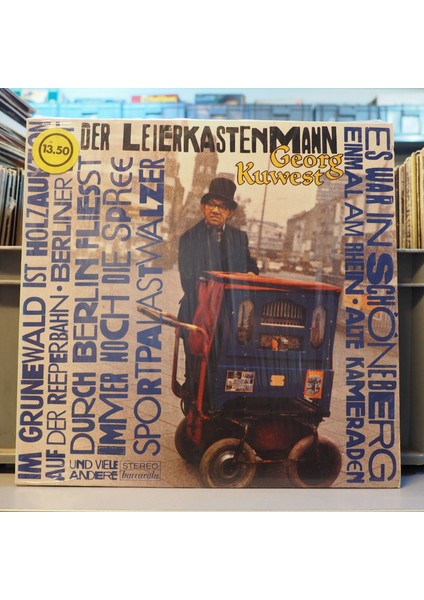 13.50
DER LEIERKASTENMANN
Georg
Kuwest
IM GRUNEWALD IST HOLZAUKTION
AUF DER REEPERBAHN · BERLINER
DURCH BERLIN FLIESST
IMMER NOCH DIE SPREE
SPORTPALASTWALZER
UND VIELE
ANDERE
STEREO
baccarola
ES WAR IN SCHÖNEBERG
EINMAL AM RHEIN · ALTE KAMERADEN